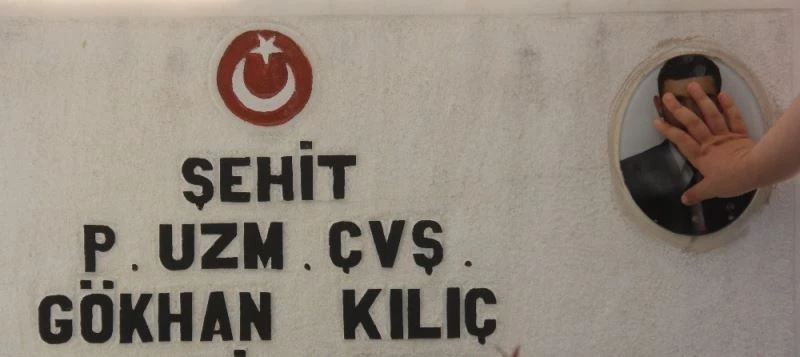 ŞEHİT
P. UZM. ÇVŞ.
GÖKHAN KILIÇ